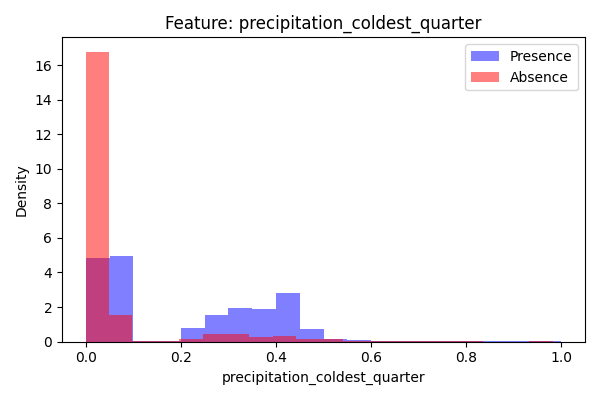 Feature: precipitation_coldest_quarter
Presence
Absence
Density
16
14
12
10
8
6
4
2
0
0.0 0.2 0.4 0.6 0.8 1.0
precipitation_coldest_quarter